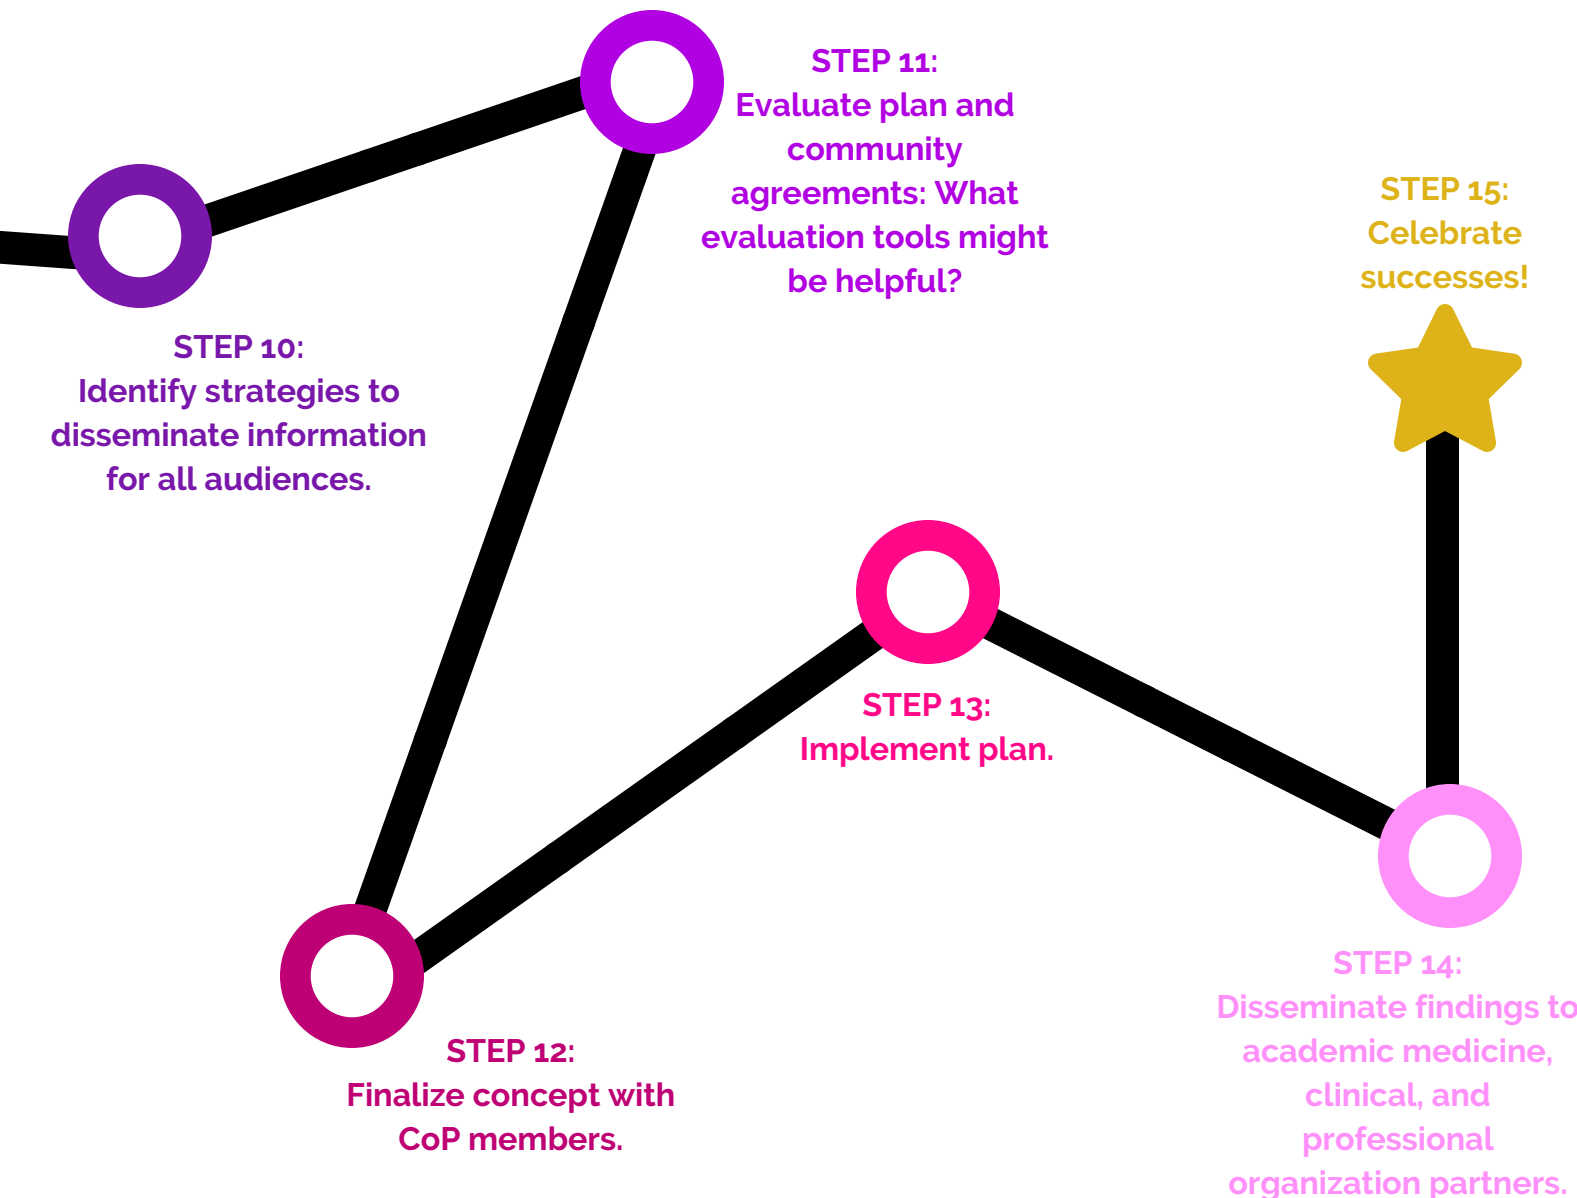 STEP 10:
Identify strategies to
disseminate information
for all audiences.
STEP 11:
Evaluate plan and
community
agreements: What
evaluation tools might
be helpful?
STEP 12:
Finalize concept with
CoP members.
STEP 13:
Implement plan.
STEP 14:
Disseminate findings to
academic medicine,
clinical, and
professional
organization partners.
STEP 15:
Celebrate
successes!